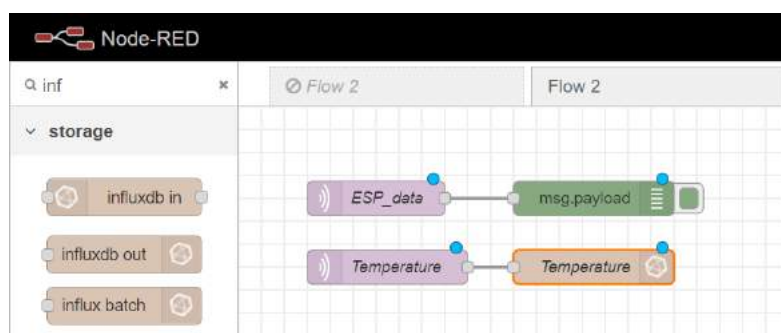 Node-RED
inf
Flow 2
Flow 2
storage
influxdb in
ESP_data
msg.payload
influxdb out
Temperature
Temperature
influx batch